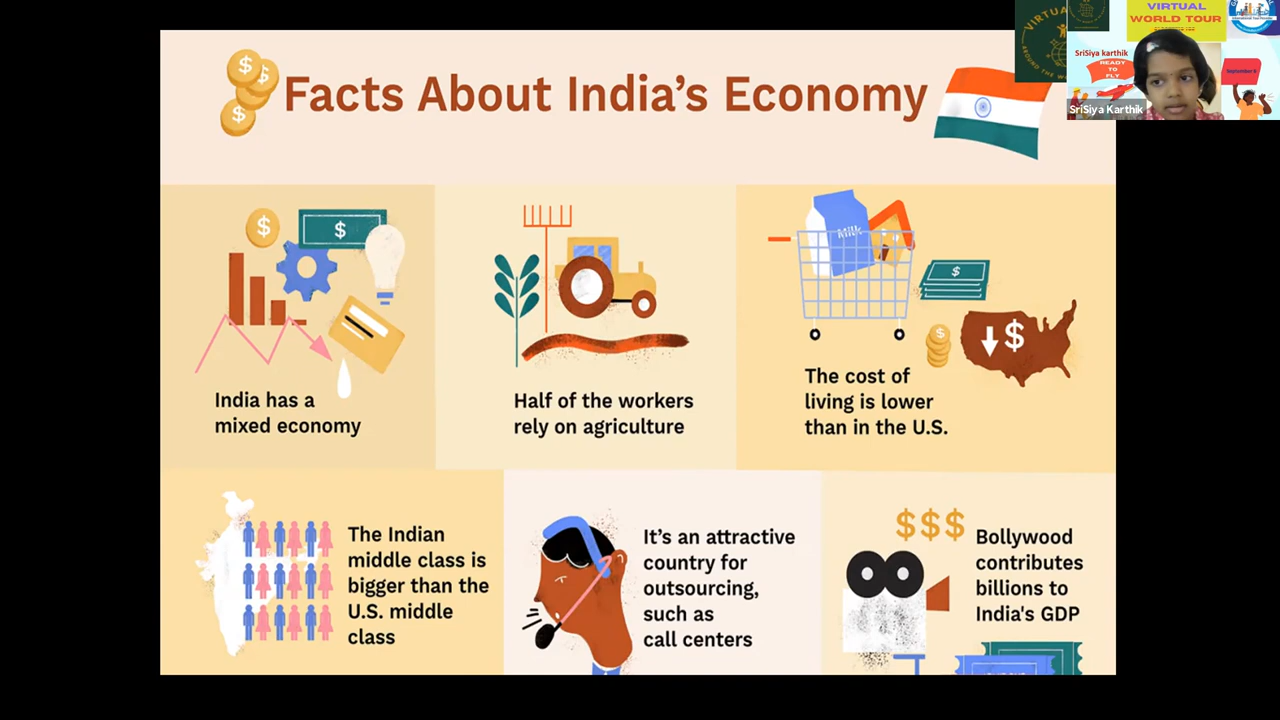 Facts About India's Economy
India has a
mixed economy
Half of the workers
rely on agriculture
Milk
The cost of
living is lower
than in the U.S.
The Indian
middle class is
bigger than the
U.S. middle
class
It's an attractive
country for
outsourcing,
such as
call centers
$$$
Bollywood
contributes
billions to
India's GDP
VIRTUAL
WORLD TOUR
SriSiya karthik
READY
TO
FLY
SriSiya Karthik